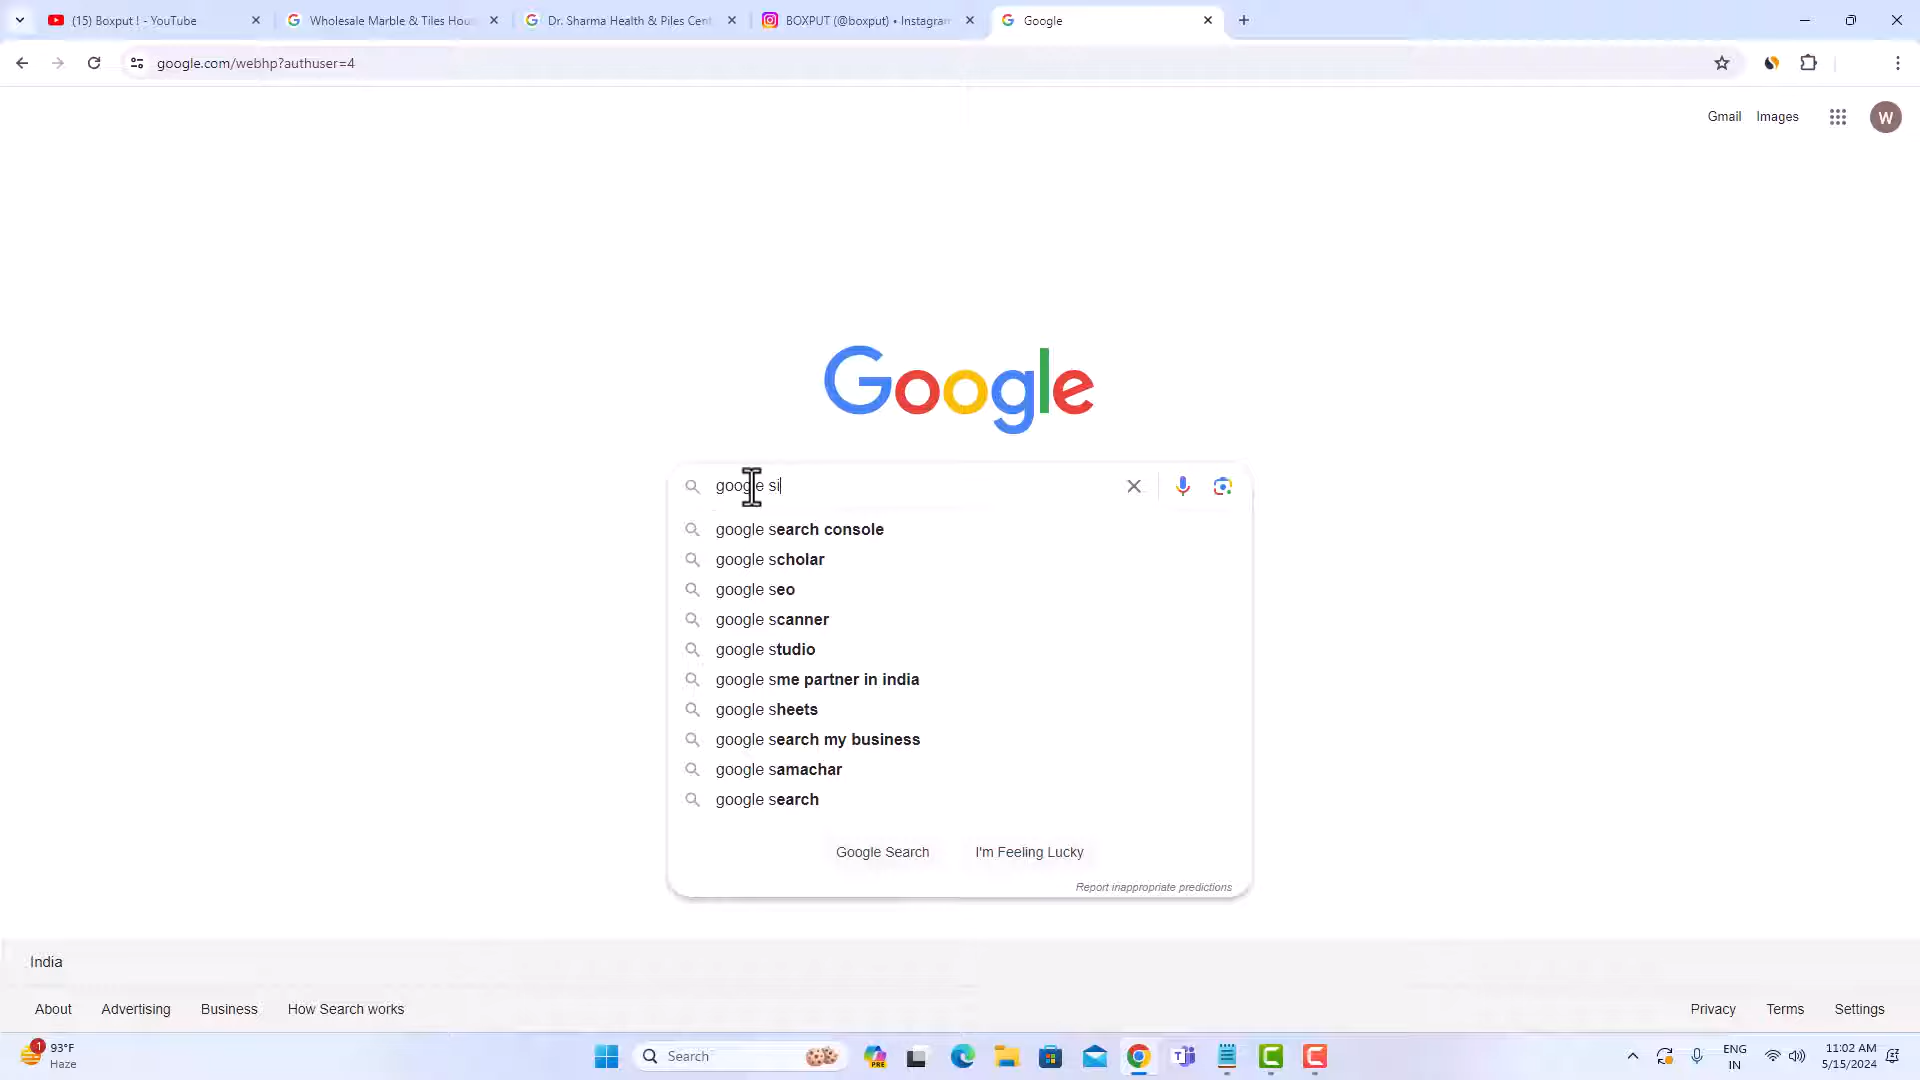 (15) Boxput ! - YouTube
Wholesale Marble & Tiles Hou
Dr. Sharma Health & Piles Cent
BOXPUT (@boxput) • Instagram
Google
google.com/webhp?authuser=4
Gmail
Images
W
Google
google si
google search console
google scholar
google seo
google scanner
google studio
google sme partner in india
google sheets
google search my business
google samachar
google search
Google Search
I'm Feeling Lucky
Report inappropriate predictions
India
About
Advertising
Business
How Search works
Privacy
Terms
Settings
1
93°F
Haze
Search
PRE
ENG
IN
11:02 AM
5/15/2024